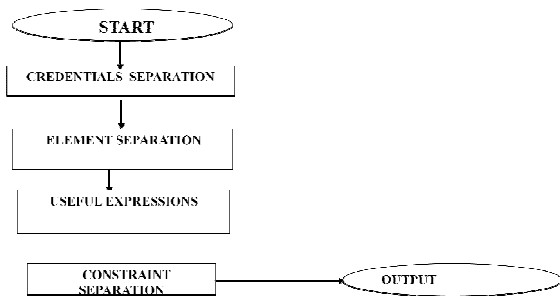 START
CREDENTIALS SEPARATION
ELEMENT SEPARATION
USEFUL EXPRESSIONS
CONSTRAINT
SEPARATION
OUTPUT